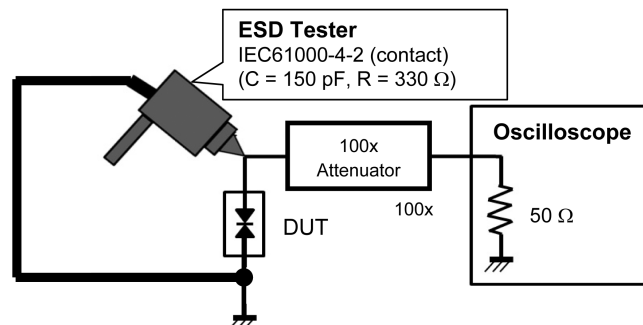 ESD Tester
IEC61000-4-2 (contact)
(C = 150 pF, R = 330 Ω)
100x
Attenuator
100x
Oscilloscope
50 Ω
DUT